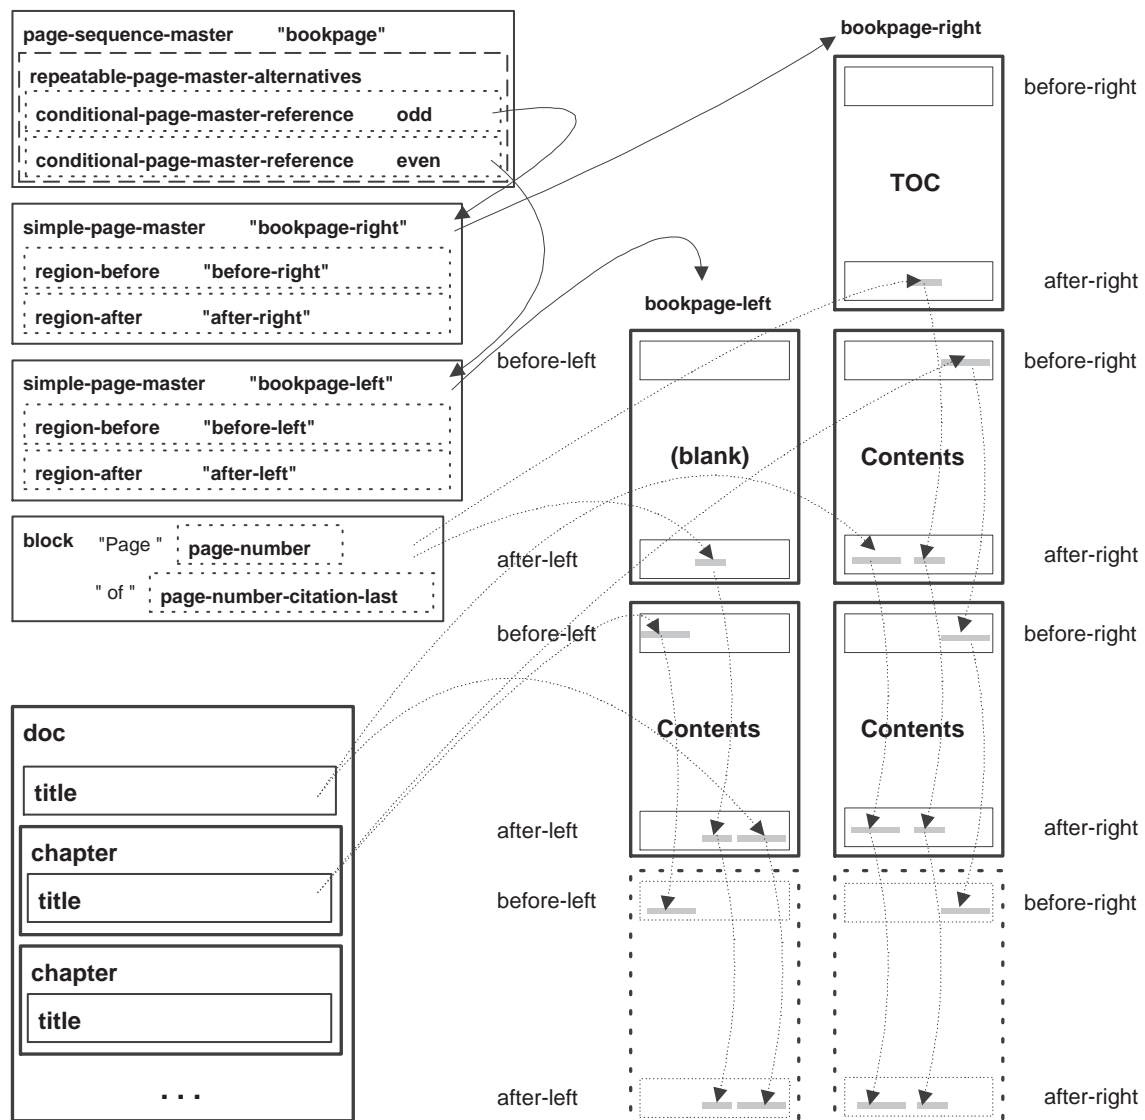 page-sequence-master "bookpage"
repeatable-page-master-alternatives
conditional-page-master-reference odd
conditional-page-master-reference even
simple-page-master "bookpage-right"
region-before "before-right"
region-after "after-right"
simple-page-master "bookpage-left"
region-before "before-left"
region-after "after-left"
block "Page " page-number
" of " page-number-citation-last
doc
title
chapter
title
chapter
title
. . .
bookpage-right
before-right
TOC
after-right
bookpage-left
before-left
before-right
(blank)
Contents
after-left
after-right
before-left
before-right
Contents
Contents
after-left
after-right
before-left
before-right
after-left
after-right